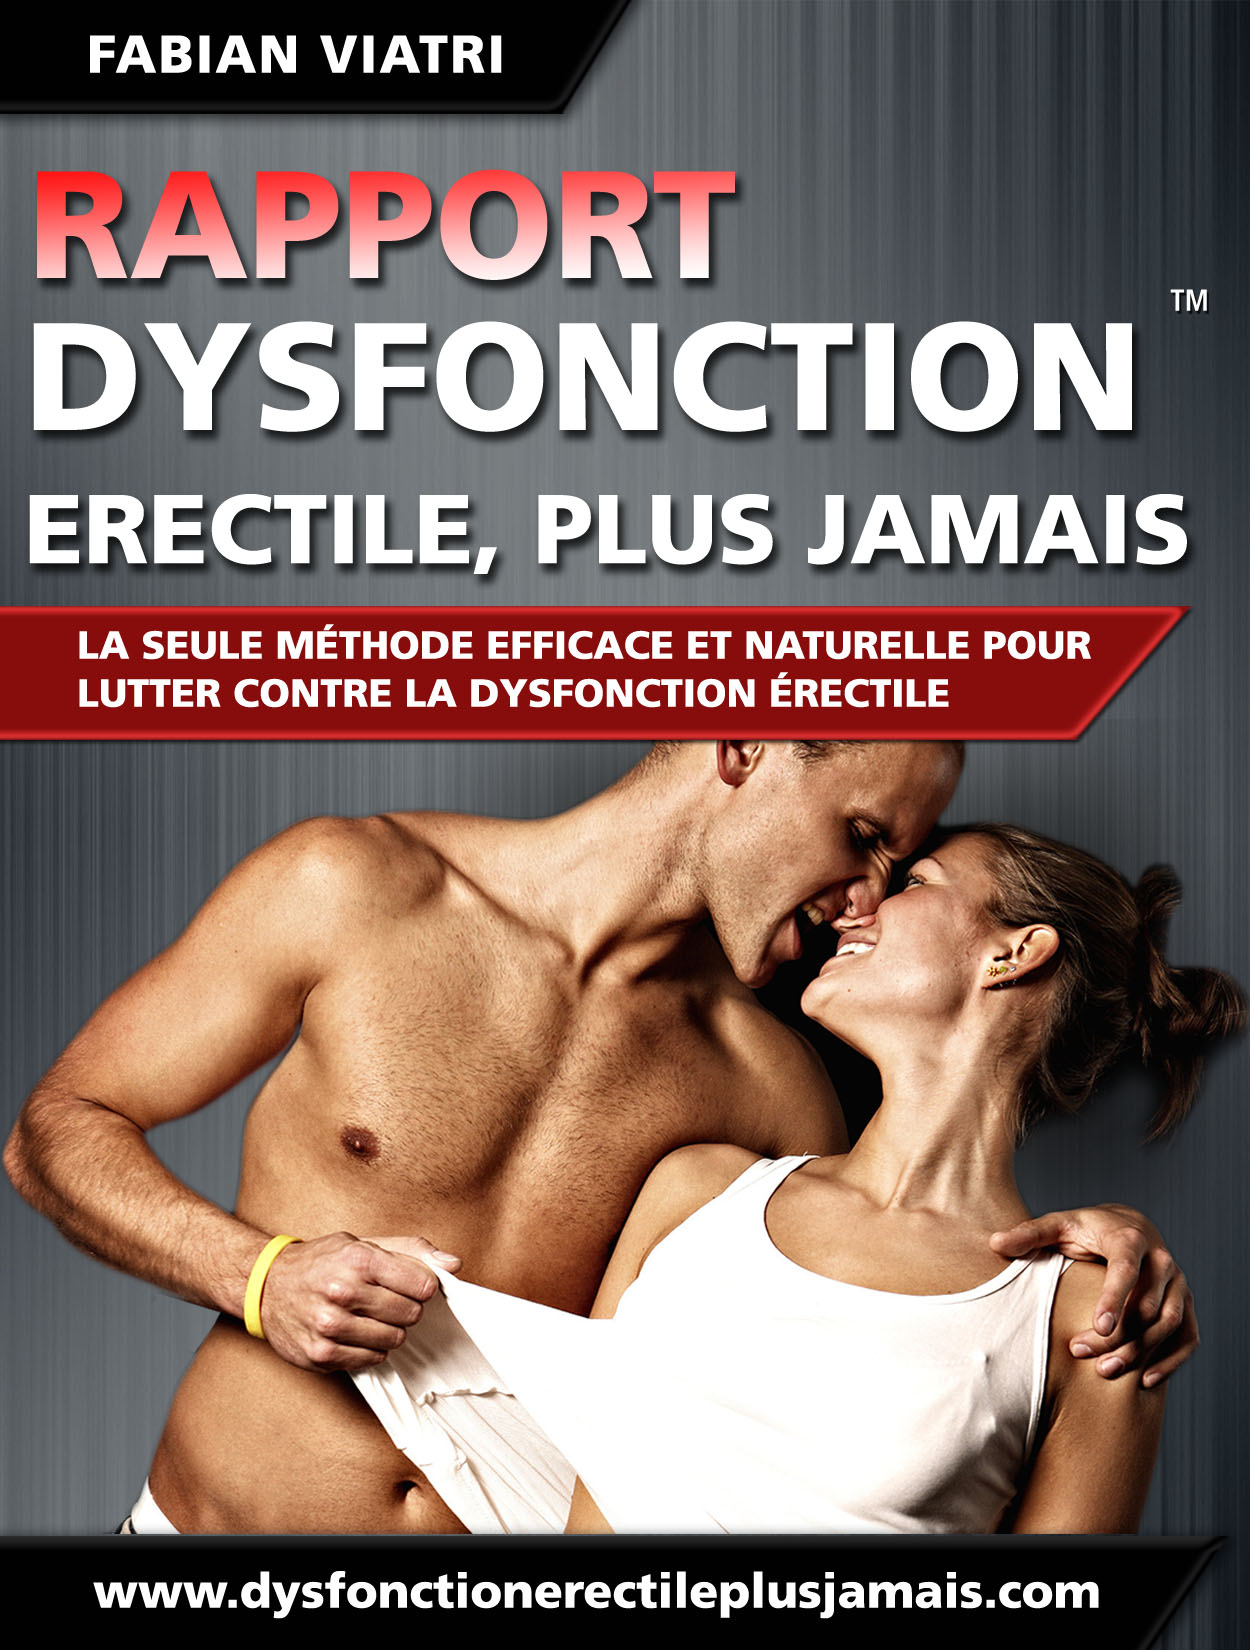 FABIAN VIATRI
RAPPORT
DYSFONCTION ™
ERECTILE, PLUS JAMAIS
LA SEULE MÉTHODE EFFICACE ET NATURELLE POUR
LUTTER CONTRE LA DYSFONCTION ÉRECTILE
www.dysfonctionerectileplusjamais.com